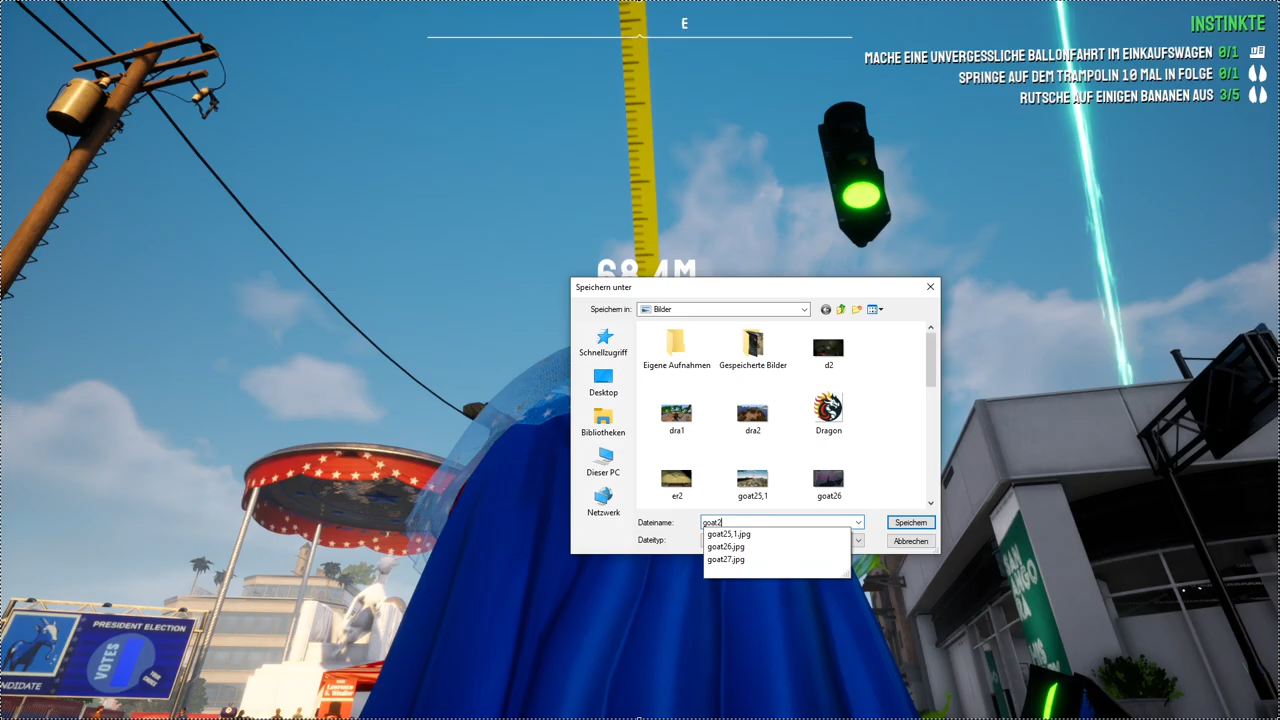 E
INSTINKTE
MACHE EINE UNVERGESSLICHE BALLONFAHRT IM EINKAUFSWAGEN 0/1
SPRINGE AUF DEM TRAMPOLIN 10 MAL IN FOLGE 0/1
RUTSCHE AUF EINIGEN BANANEN AUS 3/5
68.4M
Speichern unter
Speichern in:
Bilder
Schnellzugriff
Desktop
Bibliotheken
Dieser PC
Netzwerk
Eigene Aufnahmen
Gespeicherte Bilder
d2
dra1
dra2
Dragon
er2
goat25,1
goat26
Dateiname:
goat2
Speichern
Dateityp:
Abbrechen
goat25,1.jpg
goat26.jpg
goat27.jpg
PRESIDENT ELECTION
VOTES
NDIDATE
SAN